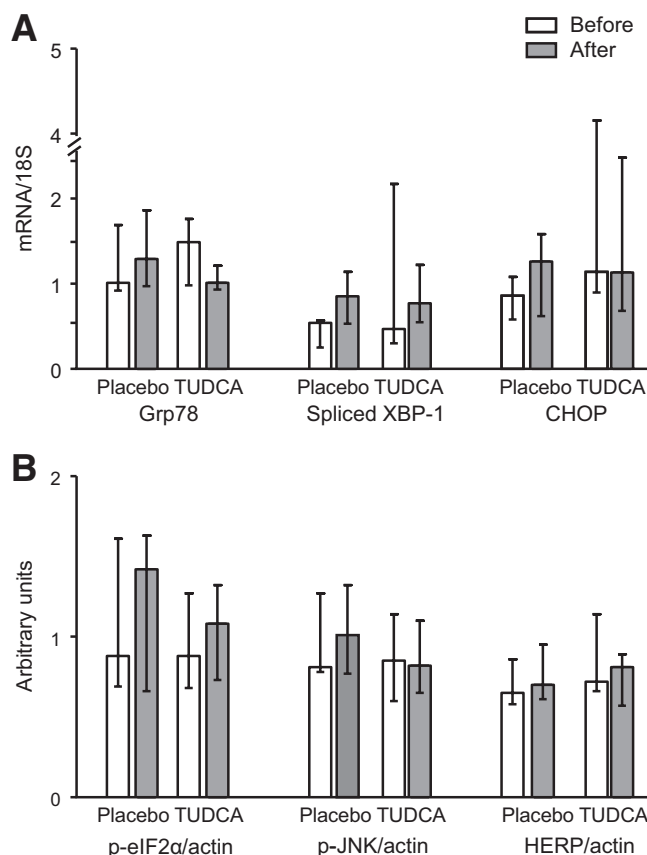 A
Before
After
5
4
2
1
0
mRNA/18S
Placebo TUDCA Placebo TUDCA Placebo TUDCA
Grp78 Spliced XBP-1 CHOP
B
2
1
0
Arbitrary units
Placebo TUDCA Placebo TUDCA Placebo TUDCA
p-eIF2α/actin p-JNK/actin HERP/actin